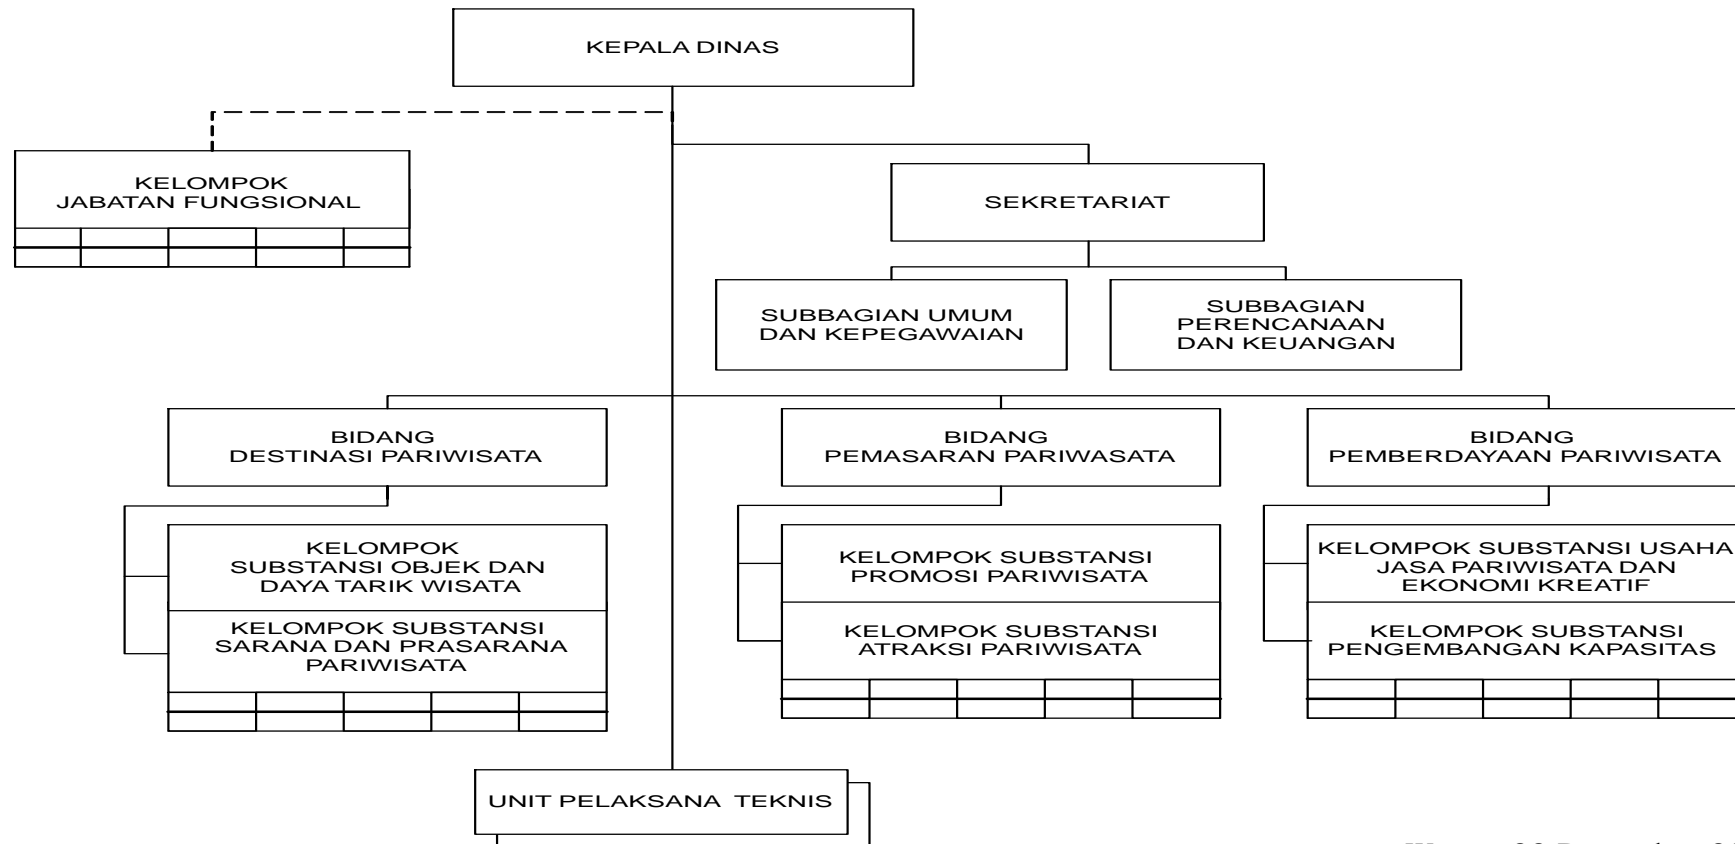 KEPALA DINAS
KELOMPOK
JABATAN FUNGSIONAL
SEKRETARIAT
SUBBAGIAN UMUM
DAN KEPEGAWAIAN
SUBBAGIAN
PERENCANAAN
DAN KEUANGAN
BIDANG
DESTINASI PARIWISATA
BIDANG
PEMASARAN PARIWASATA
BIDANG
PEMBERDAYAAN PARIWISATA
KELOMPOK
SUBSTANSI OBJEK DAN
DAYA TARIK WISATA
KELOMPOK SUBSTANSI
SARANA DAN PRASARANA
PARIWISATA
KELOMPOK SUBSTANSI
PROMOSI PARIWISATA
KELOMPOK SUBSTANSI
ATRAKSI PARIWISATA
KELOMPOK SUBSTANSI USAHA
JASA PARIWISATA DAN
EKONOMI KREATIF
KELOMPOK SUBSTANSI
PENGEMBANGAN KAPASITAS
UNIT PELAKSANA TEKNIS